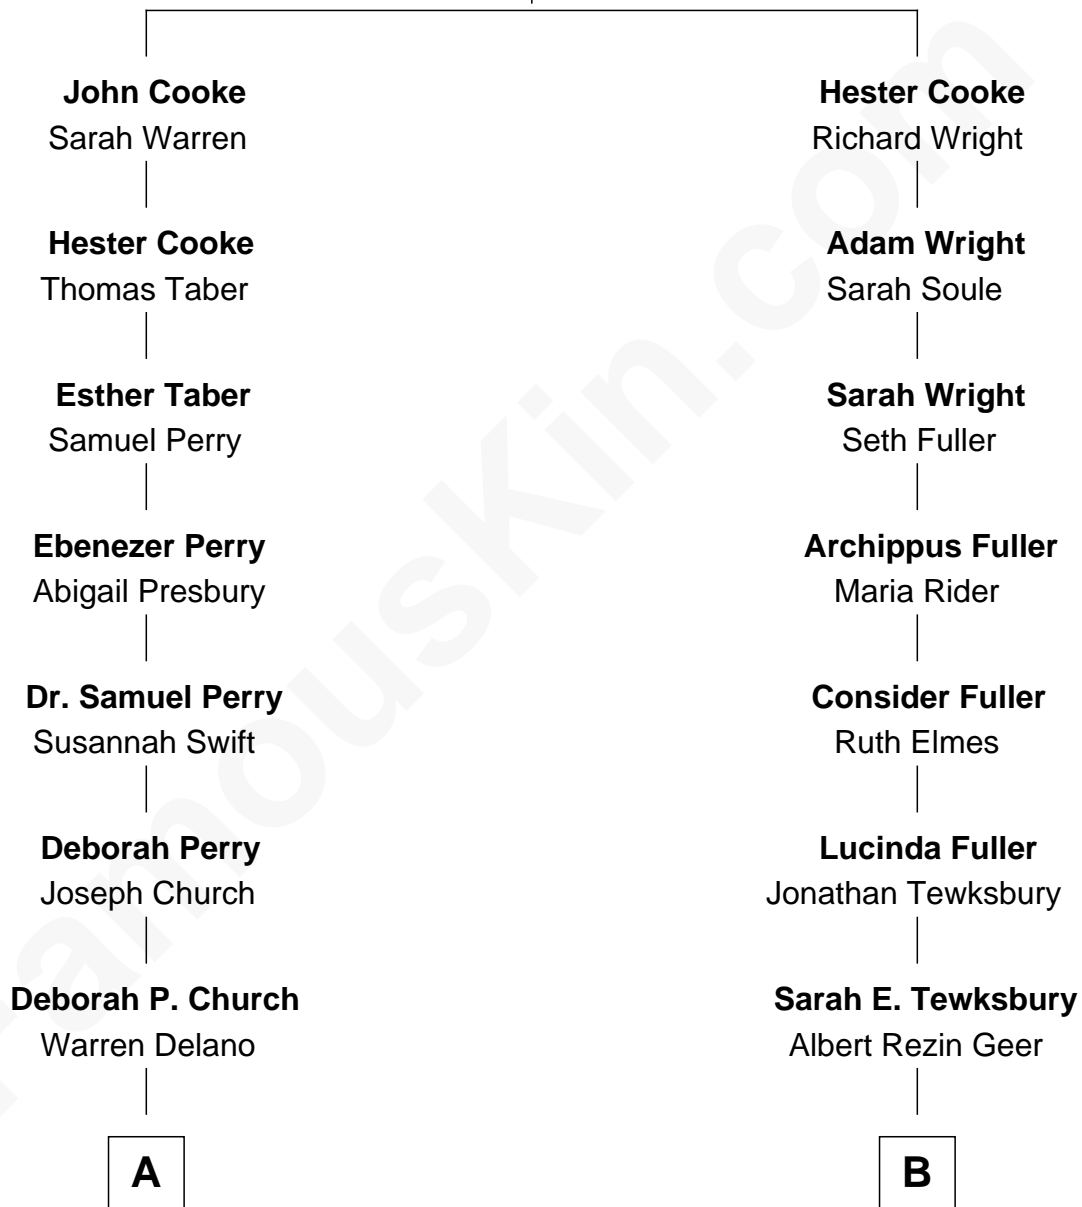 John Cooke
Sarah Warren
Hester Cooke
Thomas Taber
Esther Taber
Samuel Perry
Ebenezer Perry
Abigail Presbury
Dr. Samuel Perry
Susannah Swift
Deborah Perry
Joseph Church
Deborah P. Church
Warren Delano
A
Hester Cooke
Richard Wright
Adam Wright
Sarah Soule
Sarah Wright
Seth Fuller
Archippus Fuller
Maria Rider
Consider Fuller
Ruth Elmes
Lucinda Fuller
Jonathan Tewksbury
Sarah E. Tewksbury
Albert Rezin Geer
B
FamousKin.com